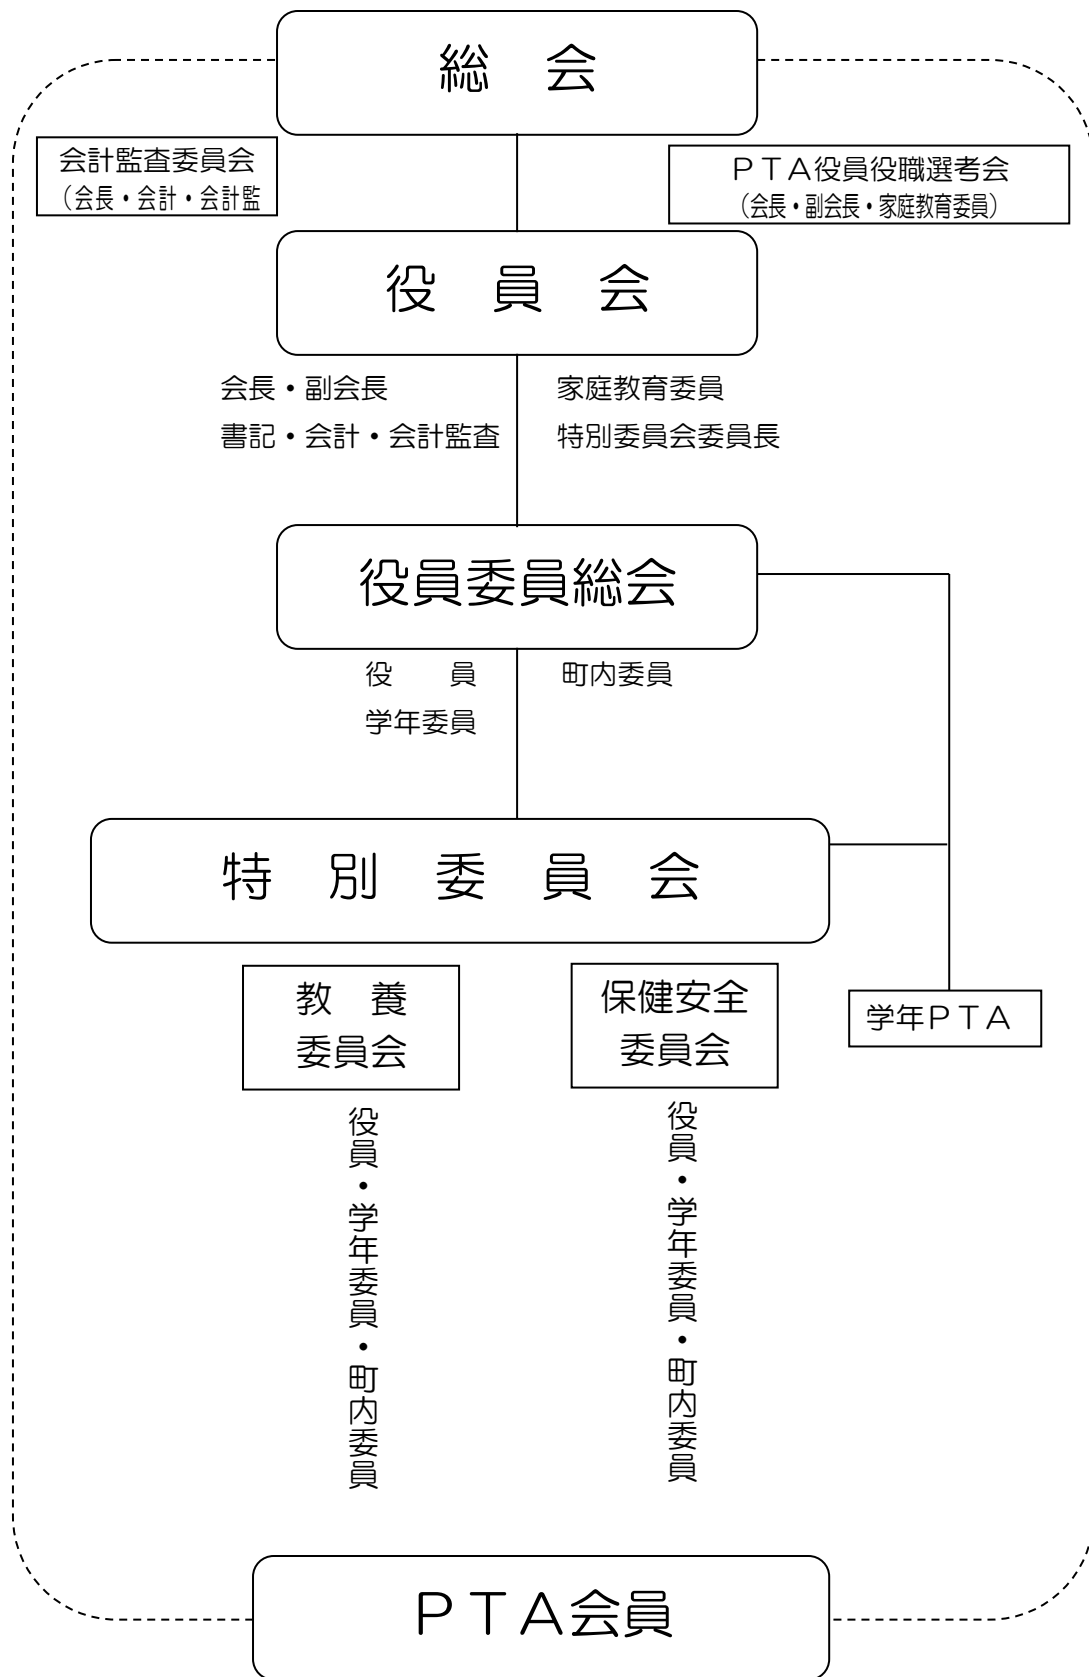 総　会
会計監査委員会
（会長・会計・会計監
ＰＴＡ役員役職選考会
（会長・副会長・家庭教育委員）
役　員　会
会長・副会長
書記・会計・会計監査
家庭教育委員
特別委員会委員長
役員委員総会
役　　員
学年委員
町内委員
特　別　委　員　会
教　養
委員会
保健安全
委員会
学年ＰＴＡ
役員・学年委員・町内委員
役員・学年委員・町内委員
ＰＴＡ会員